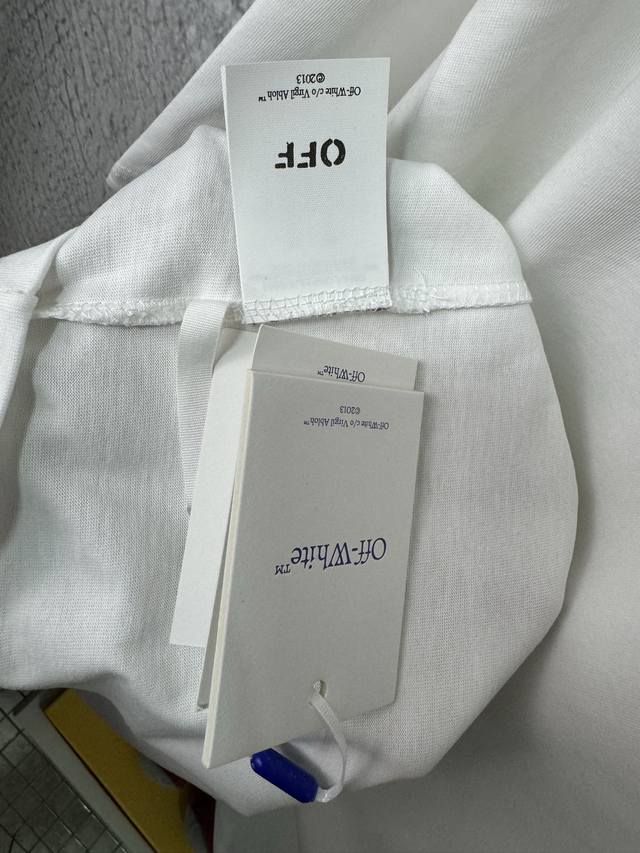 Off-White™
Off-White c/o Virgil Abloh™
©2013
Off-White™
OFF
Off-White c/o Virgil Abloh™
©2013